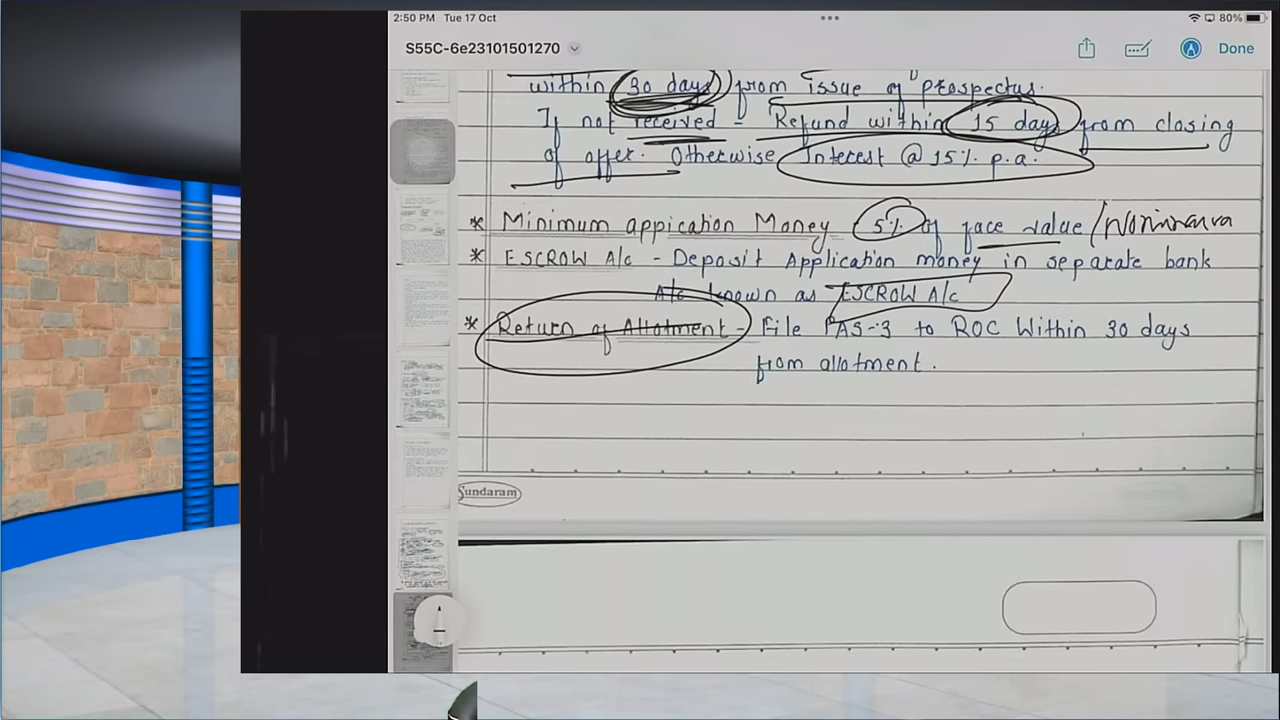 2:50 PM Tue 17 Oct
80%
S55C-6e23101501270
Done
within 30 days from issue of prospectus.
If not received - Refund within 15 days from closing
of offer. Otherwise Interest @ 15% p.a.
* Minimum appication Money 5% of face value /
* ESCROW A/c - Deposit Application money in separate bank
A/c known as ESCROW A/c
* Return of Allotment - File PAS-3 to ROC Within 30 days
from allotment.
Sundaram